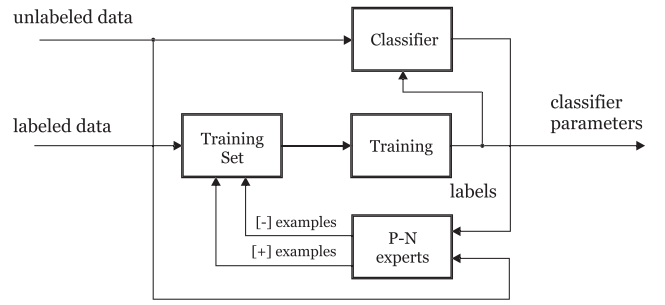 unlabeled data
Classifier
classifier
parameters
labeled data
Training
Set
Training
labels
[-] examples
[+] examples
P-N
experts